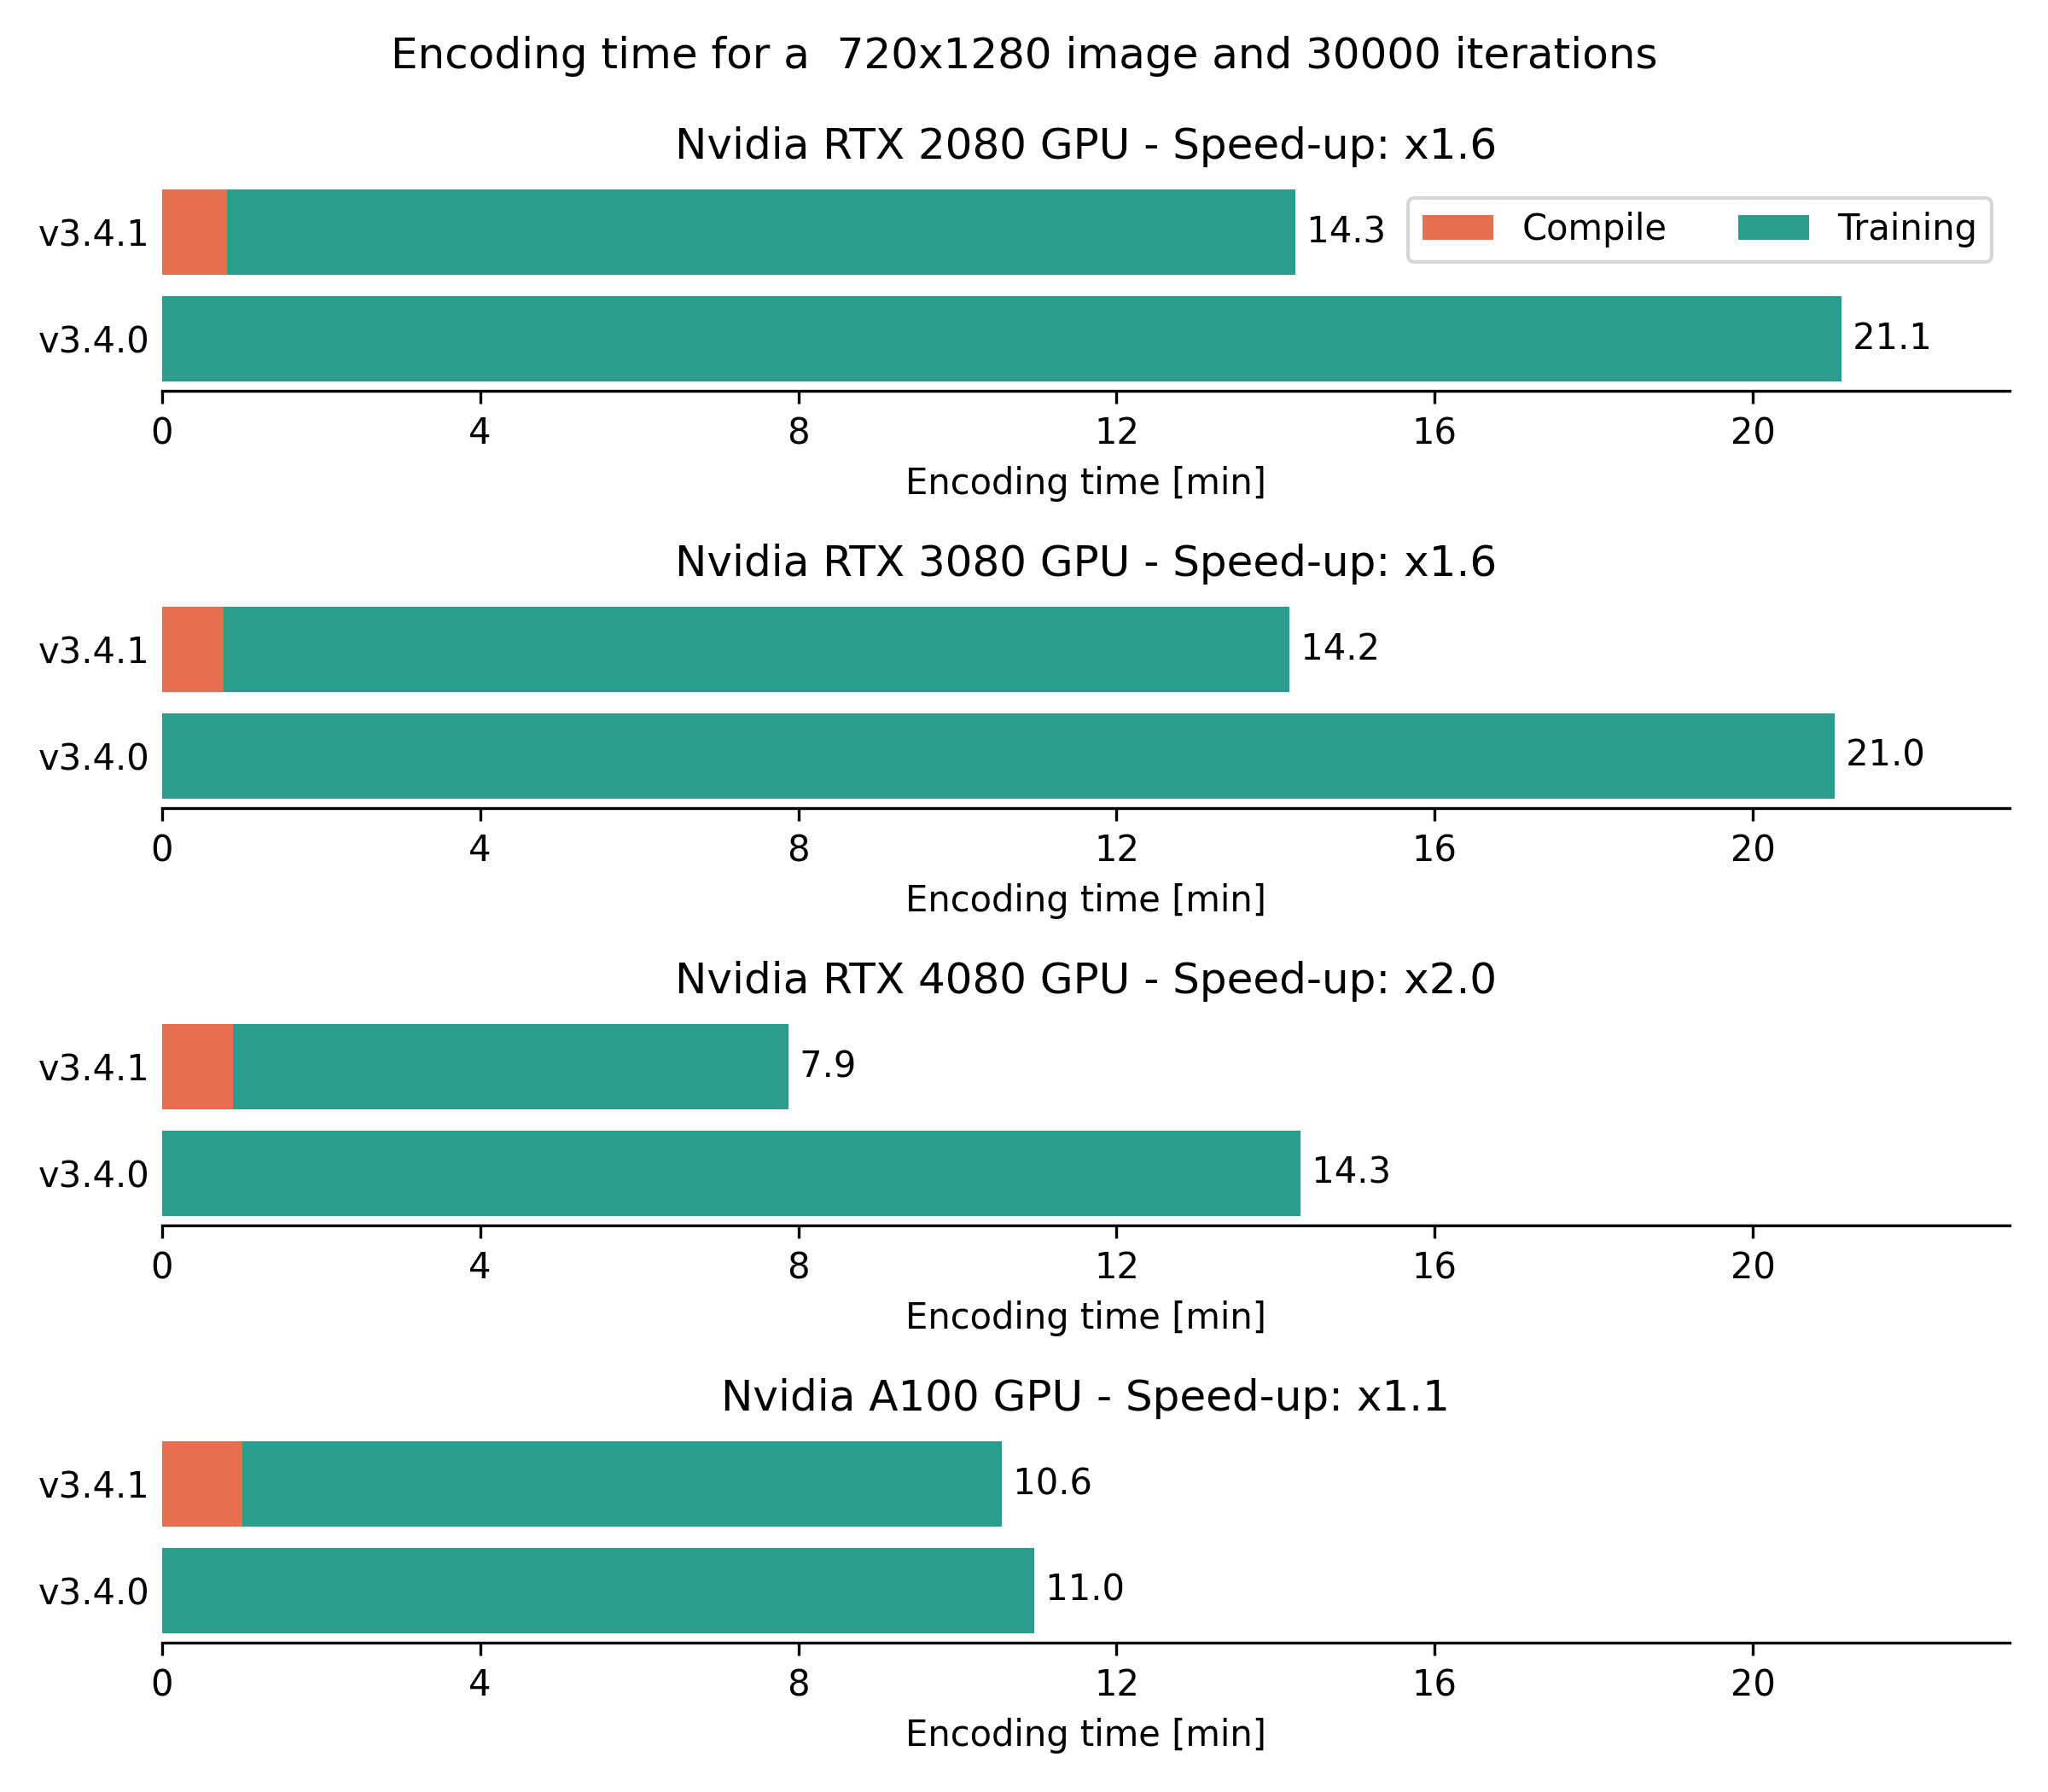 Encoding time for a  720x1280 image and 30000 iterations
Nvidia RTX 2080 GPU - Speed-up: x1.6
v3.4.1
14.3
Compile
Training
v3.4.0
21.1
0 4 8 12 16 20
Encoding time [min]
Nvidia RTX 3080 GPU - Speed-up: x1.6
v3.4.1
14.2
v3.4.0
21.0
0 4 8 12 16 20
Encoding time [min]
Nvidia RTX 4080 GPU - Speed-up: x2.0
v3.4.1
7.9
v3.4.0
14.3
0 4 8 12 16 20
Encoding time [min]
Nvidia A100 GPU - Speed-up: x1.1
v3.4.1
10.6
v3.4.0
11.0
0 4 8 12 16 20
Encoding time [min]